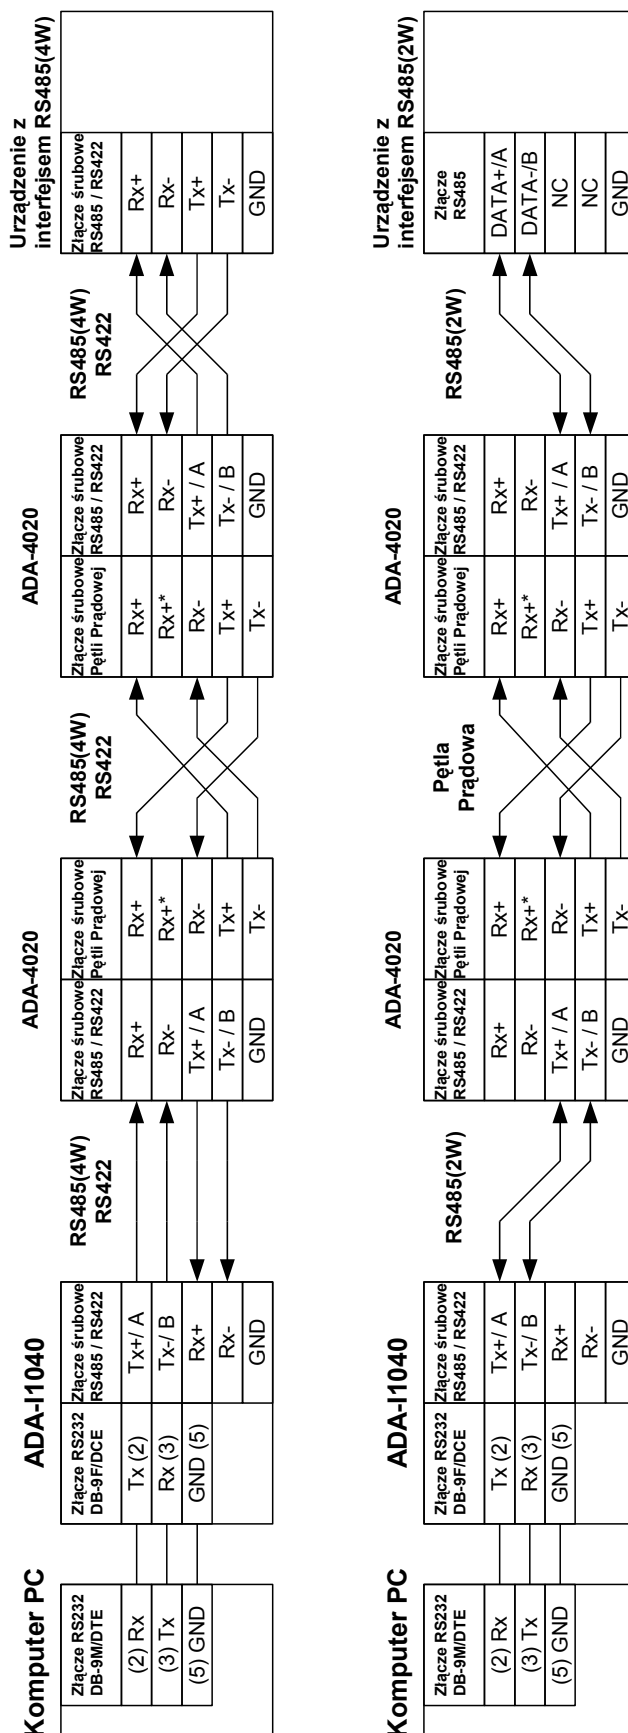 Komputer PC
Złącze RS232
DB-9M/DTE
(2) Rx
(3) Tx
(5) GND
ADA-I1040
Złącze RS232
DB-9F/DCE
Tx (2)
Rx (3)
GND (5)
Złącze śrubowe
RS485 / RS422
Tx+/ A
Tx-/ B
Rx+
Rx-
GND
RS485(4W)
RS422
ADA-4020
Złącze śrubowe
RS485 / RS422
Rx+
Rx-
Tx+ / A
Tx- / B
GND
Złącze śrubowe
Pętli Prądowej
Rx+
Rx+*
Rx-
Tx+
Tx-
RS485(4W)
RS422
ADA-4020
Złącze śrubowe
Pętli Prądowej
Rx+
Rx+*
Rx-
Tx+
Tx-
Złącze śrubowe
RS485 / RS422
Rx+
Rx-
Tx+ / A
Tx- / B
GND
RS485(4W)
RS422
Urządzenie z
interfejsem RS485(4W)
Złącze śrubowe
RS485 / RS422
Rx+
Rx-
Tx+
Tx-
GND
Komputer PC
Złącze RS232
DB-9M/DTE
(2) Rx
(3) Tx
(5) GND
ADA-I1040
Złącze RS232
DB-9F/DCE
Tx (2)
Rx (3)
GND (5)
Złącze śrubowe
RS485 / RS422
Tx+/ A
Tx-/ B
Rx+
Rx-
GND
RS485(2W)
ADA-4020
Złącze śrubowe
RS485 / RS422
Rx+
Rx-
Tx+ / A
Tx- / B
GND
Złącze śrubowe
Pętli Prądowej
Rx+
Rx+*
Rx-
Tx+
Tx-
Pętla
Prądowa
ADA-4020
Złącze śrubowe
Pętli Prądowej
Rx+
Rx+*
Rx-
Tx+
Tx-
Złącze śrubowe
RS485 / RS422
Rx+
Rx-
Tx+ / A
Tx- / B
GND
RS485(2W)
Urządzenie z
interfejsem RS485(2W)
Złącze
RS485
DATA+/A
DATA-/B
NC
NC
GND